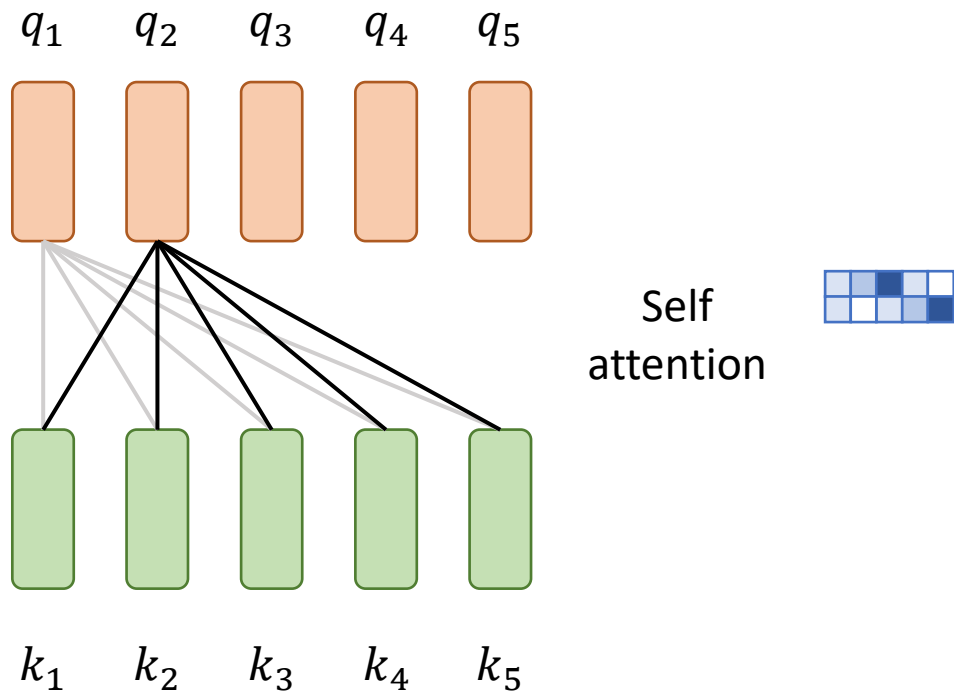 q₁ q₂ q₃ q₄ q₅
Self
attention
k₁ k₂ k₃ k₄ k₅